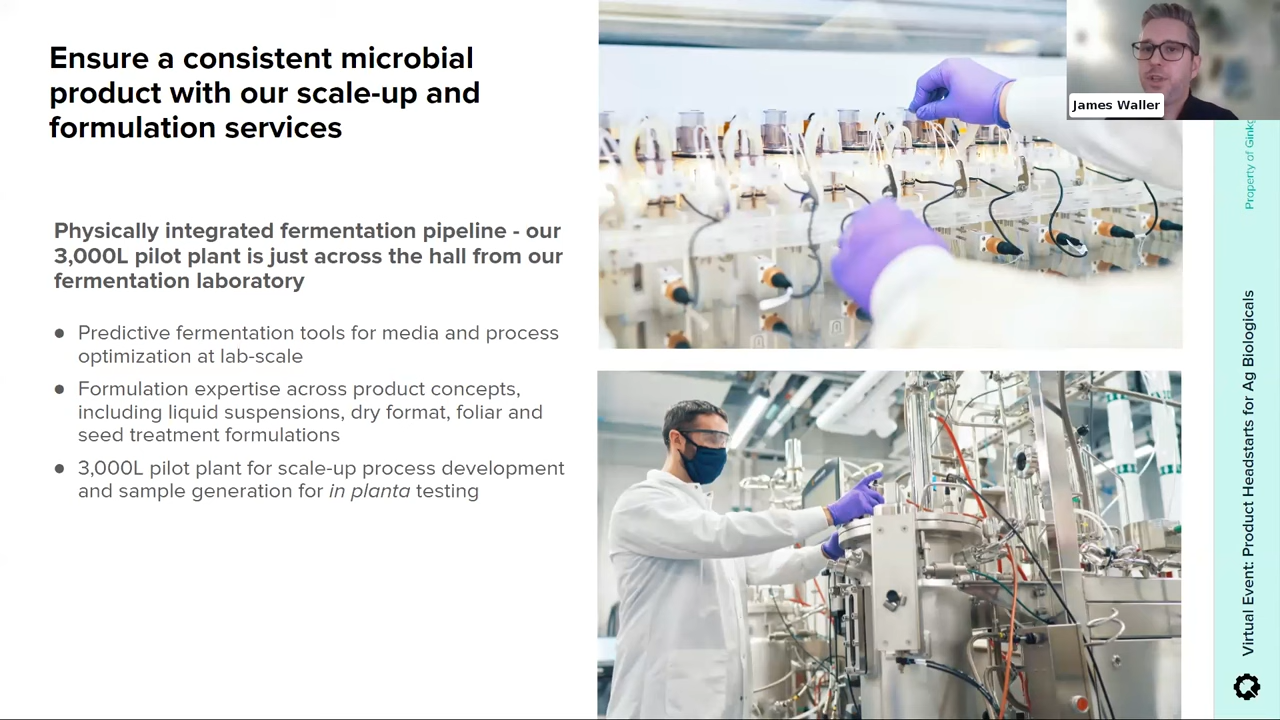 Ensure a consistent microbial
product with our scale-up and
formulation services
Physically integrated fermentation pipeline - our
3,000L pilot plant is just across the hall from our
fermentation laboratory
● Predictive fermentation tools for media and process
optimization at lab-scale
● Formulation expertise across product concepts,
including liquid suspensions, dry format, foliar and
seed treatment formulations
● 3,000L pilot plant for scale-up process development
and sample generation for in planta testing
James Waller
Property of
Virtual Event: Product Headstarts for Ag Biologicals